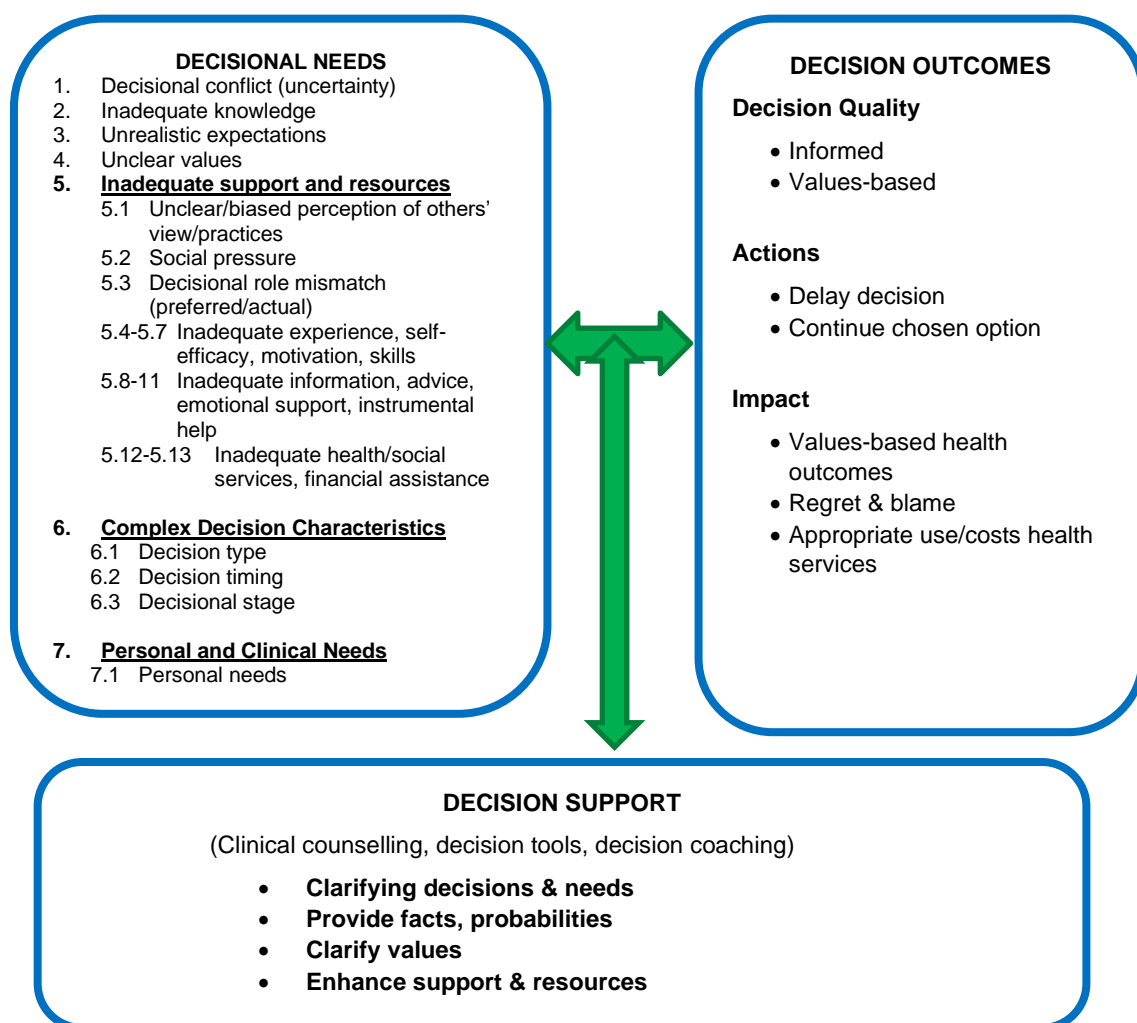 DECISIONAL NEEDS
1. Decisional conflict (uncertainty)
2. Inadequate knowledge
3. Unrealistic expectations
4. Unclear values
5. Inadequate support and resources
5.1 Unclear/biased perception of others'
view/practices
5.2 Social pressure
5.3 Decisional role mismatch
(preferred/actual)
5.4-5.7 Inadequate experience, self-
efficacy, motivation, skills
5.8-11 Inadequate information, advice,
emotional support, instrumental
help
5.12-5.13 Inadequate health/social
services, financial assistance
6. Complex Decision Characteristics
6.1 Decision type
6.2 Decision timing
6.3 Decisional stage
7. Personal and Clinical Needs
7.1 Personal needs
DECISION OUTCOMES
Decision Quality
• Informed
• Values-based
Actions
• Delay decision
• Continue chosen option
Impact
• Values-based health
outcomes
• Regret & blame
• Appropriate use/costs health
services
DECISION SUPPORT
(Clinical counselling, decision tools, decision coaching)
• Clarifying decisions & needs
• Provide facts, probabilities
• Clarify values
• Enhance support & resources